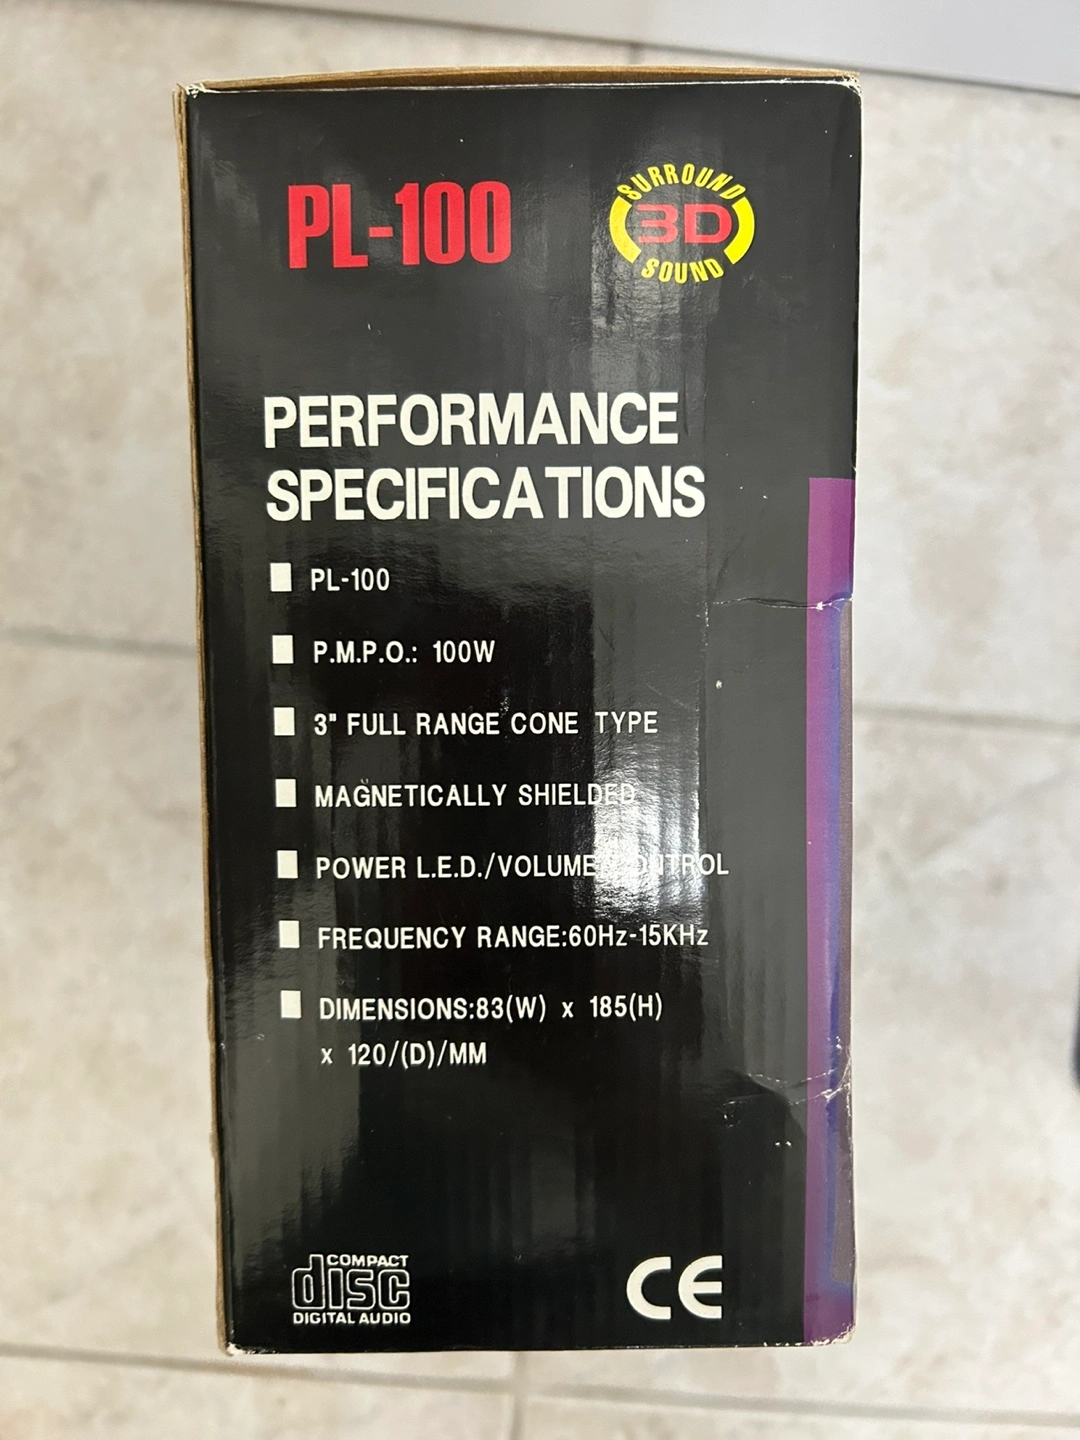 PL-100
SURROUND
3D
SOUND
PERFORMANCE
SPECIFICATIONS
PL-100
P.M.P.O.: 100W
3" FULL RANGE CONE TYPE
MAGNETICALLY SHIELDED
POWER L.E.D./VOLUME CONTROL
FREQUENCY RANGE:60Hz-15KHz
DIMENSIONS:83(W) x 185(H)
x 120/(D)/MM
COMPACT
disc
DIGITAL AUDIO
CE